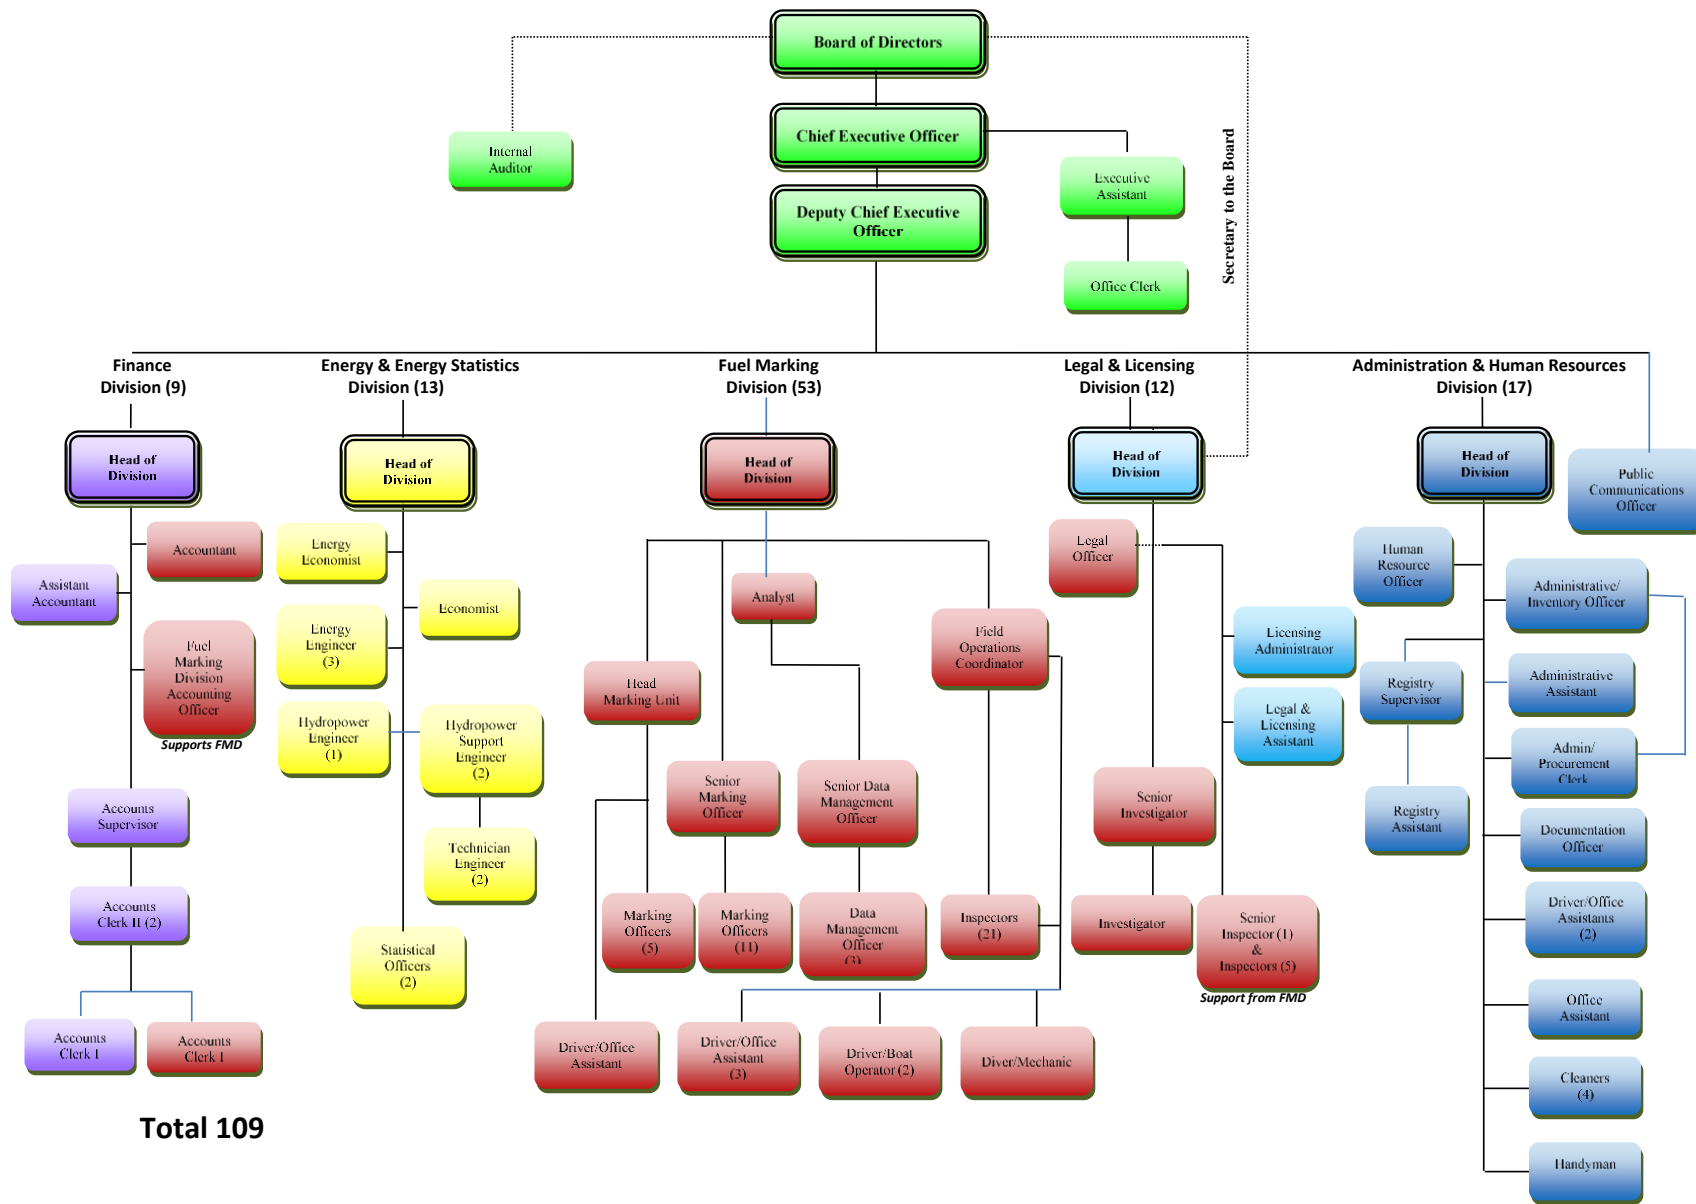 Board of Directors
Chief Executive Officer
Internal
Auditor
Executive
Assistant
Deputy Chief Executive
Officer
Office Clerk
Secretary to the Board
Finance
Division (9)
Energy & Energy Statistics
Division (13)
Fuel Marking
Division (53)
Legal & Licensing
Division (12)
Administration & Human Resources
Division (17)
Head of
Division
Head of
Division
Head of
Division
Head of
Division
Head of
Division
Public
Communications
Officer
Accountant
Assistant
Accountant
Fuel
Marking
Division
Accounting
Officer
Supports FMD
Accounts
Supervisor
Accounts
Clerk II (2)
Accounts
Clerk I
Accounts
Clerk I
Energy
Economist
Economist
Energy
Engineer
(3)
Hydropower
Engineer
(1)
Hydropower
Support
Engineer
(2)
Technician
Engineer
(2)
Statistical
Officers
(2)
Analyst
Field
Operations
Coordinator
Head
Marking Unit
Senior
Marking
Officer
Senior Data
Management
Officer
Marking
Officers
(5)
Marking
Officers
(11)
Data
Management
Officer
(3)
Inspectors
(21)
Driver/Office
Assistant
Driver/Office
Assistant
(3)
Driver/Boat
Operator (2)
Diver/Mechanic
Legal
Officer
Licensing
Administrator
Legal &
Licensing
Assistant
Senior
Investigator
Investigator
Senior
Inspector (1)
&
Inspectors (5)
Support from FMD
Human
Resource
Officer
Administrative/
Inventory Officer
Registry
Supervisor
Administrative
Assistant
Admin/
Procurement
Clerk
Registry
Assistant
Documentation
Officer
Driver/Office
Assistants
(2)
Office
Assistant
Cleaners
(4)
Handyman
Total 109